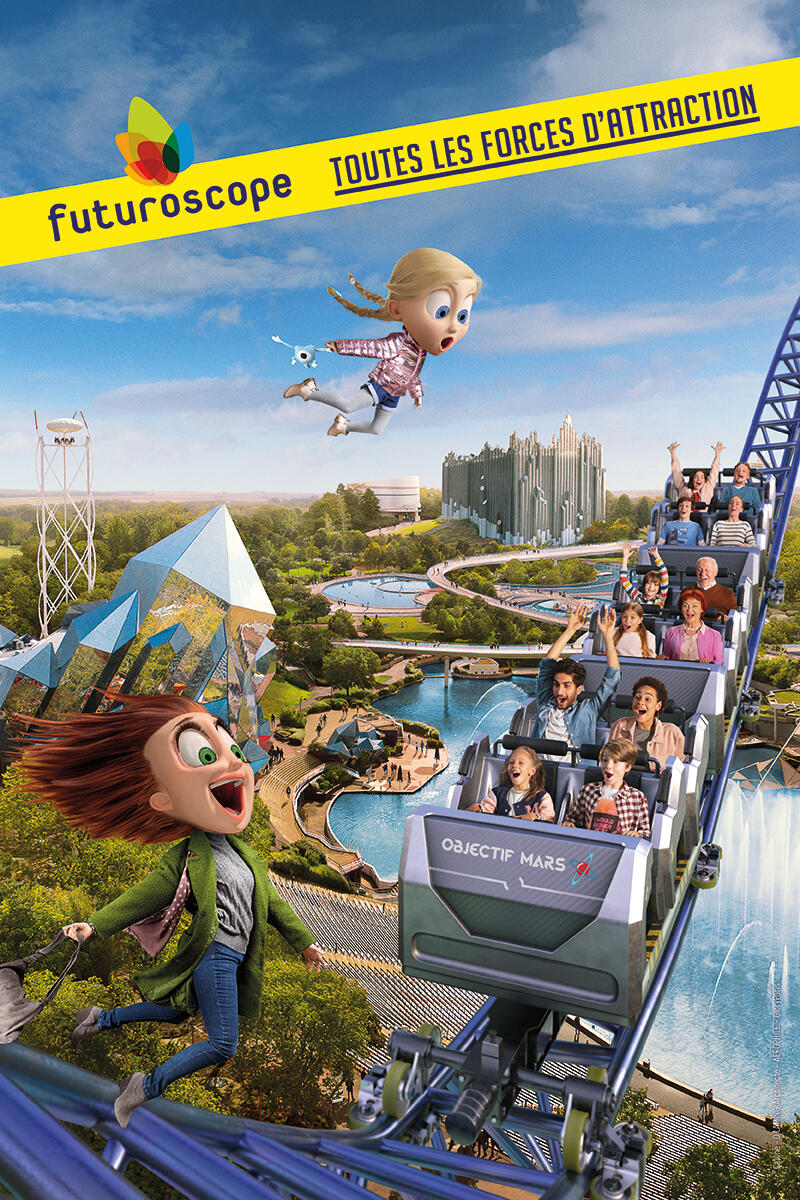 futuroscope
TOUTES LES FORCES D'ATTRACTION
OBJECTIF MARS